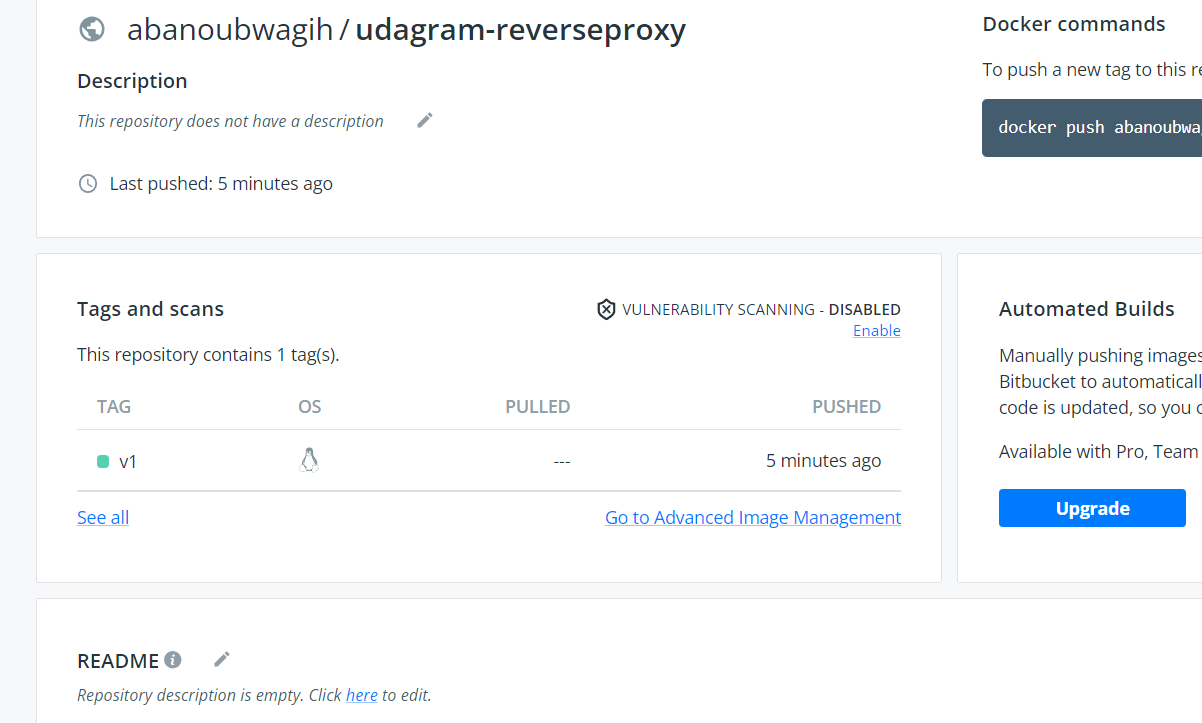 abanoubwagih / udagram-reverseproxy
Description
This repository does not have a description
Last pushed: 5 minutes ago
Docker commands
To push a new tag to this
docker push
Tags and scans
VULNERABILITY SCANNING - DISABLED
Enable
This repository contains 1 tag(s).
TAG OS PULLED PUSHED
v1 --- 5 minutes ago
See all
Go to Advanced Image Management
Automated Builds
Manually pushing images
Bitbucket to
code is updated, so you
Available with Pro, Team
Upgrade
README
Repository description is empty. Click here to edit.